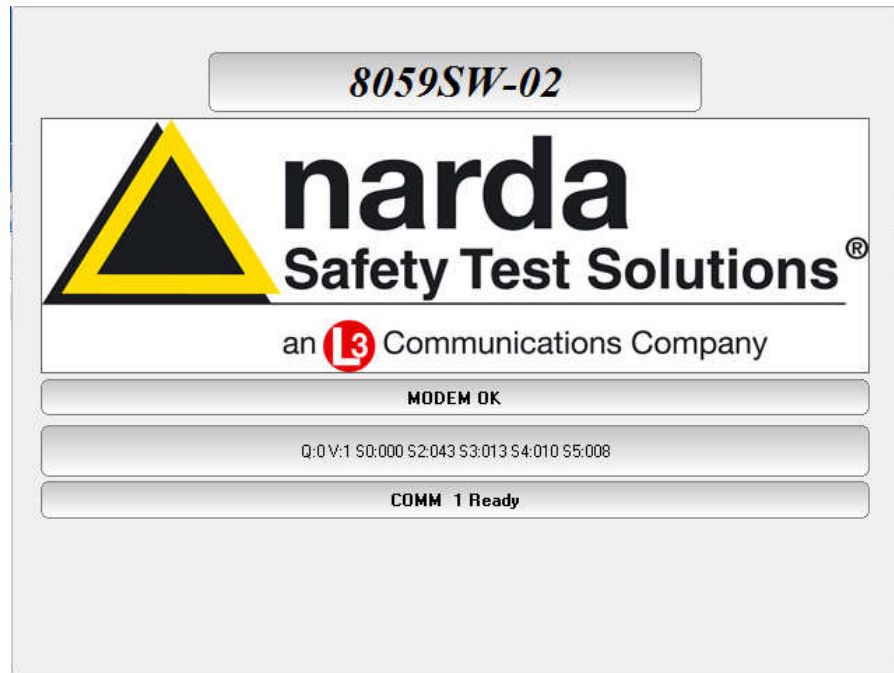 8059SW-02
narda
Safety Test Solutions®
an L3 Communications Company
MODEM OK
Q:0 V:1 S0:000 S2:043 S3:013 S4:010 S5:008
COMM 1 Ready